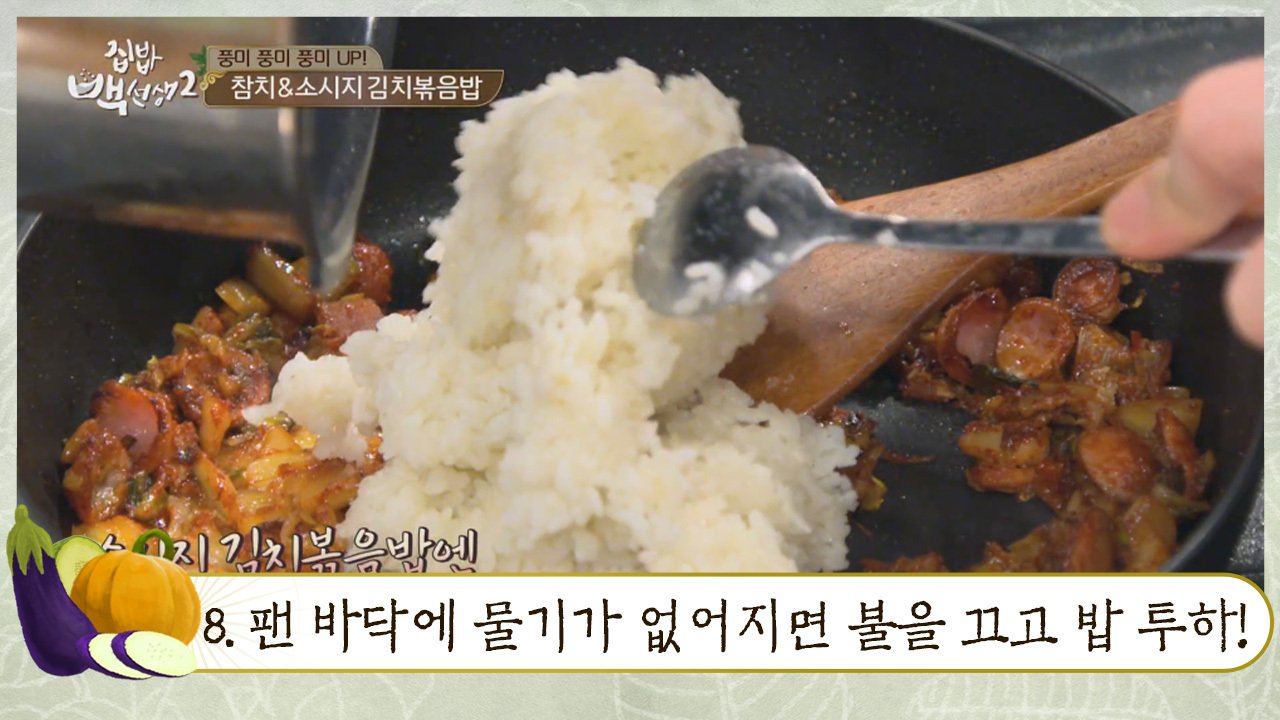 집밥
백선생2
풍미 풍미 풍미 UP!
참치&소시지 김치볶음밥
김치볶음밥엔
8. 팬 바닥에 물기가 없어지면 불을 끄고 밥 투하!